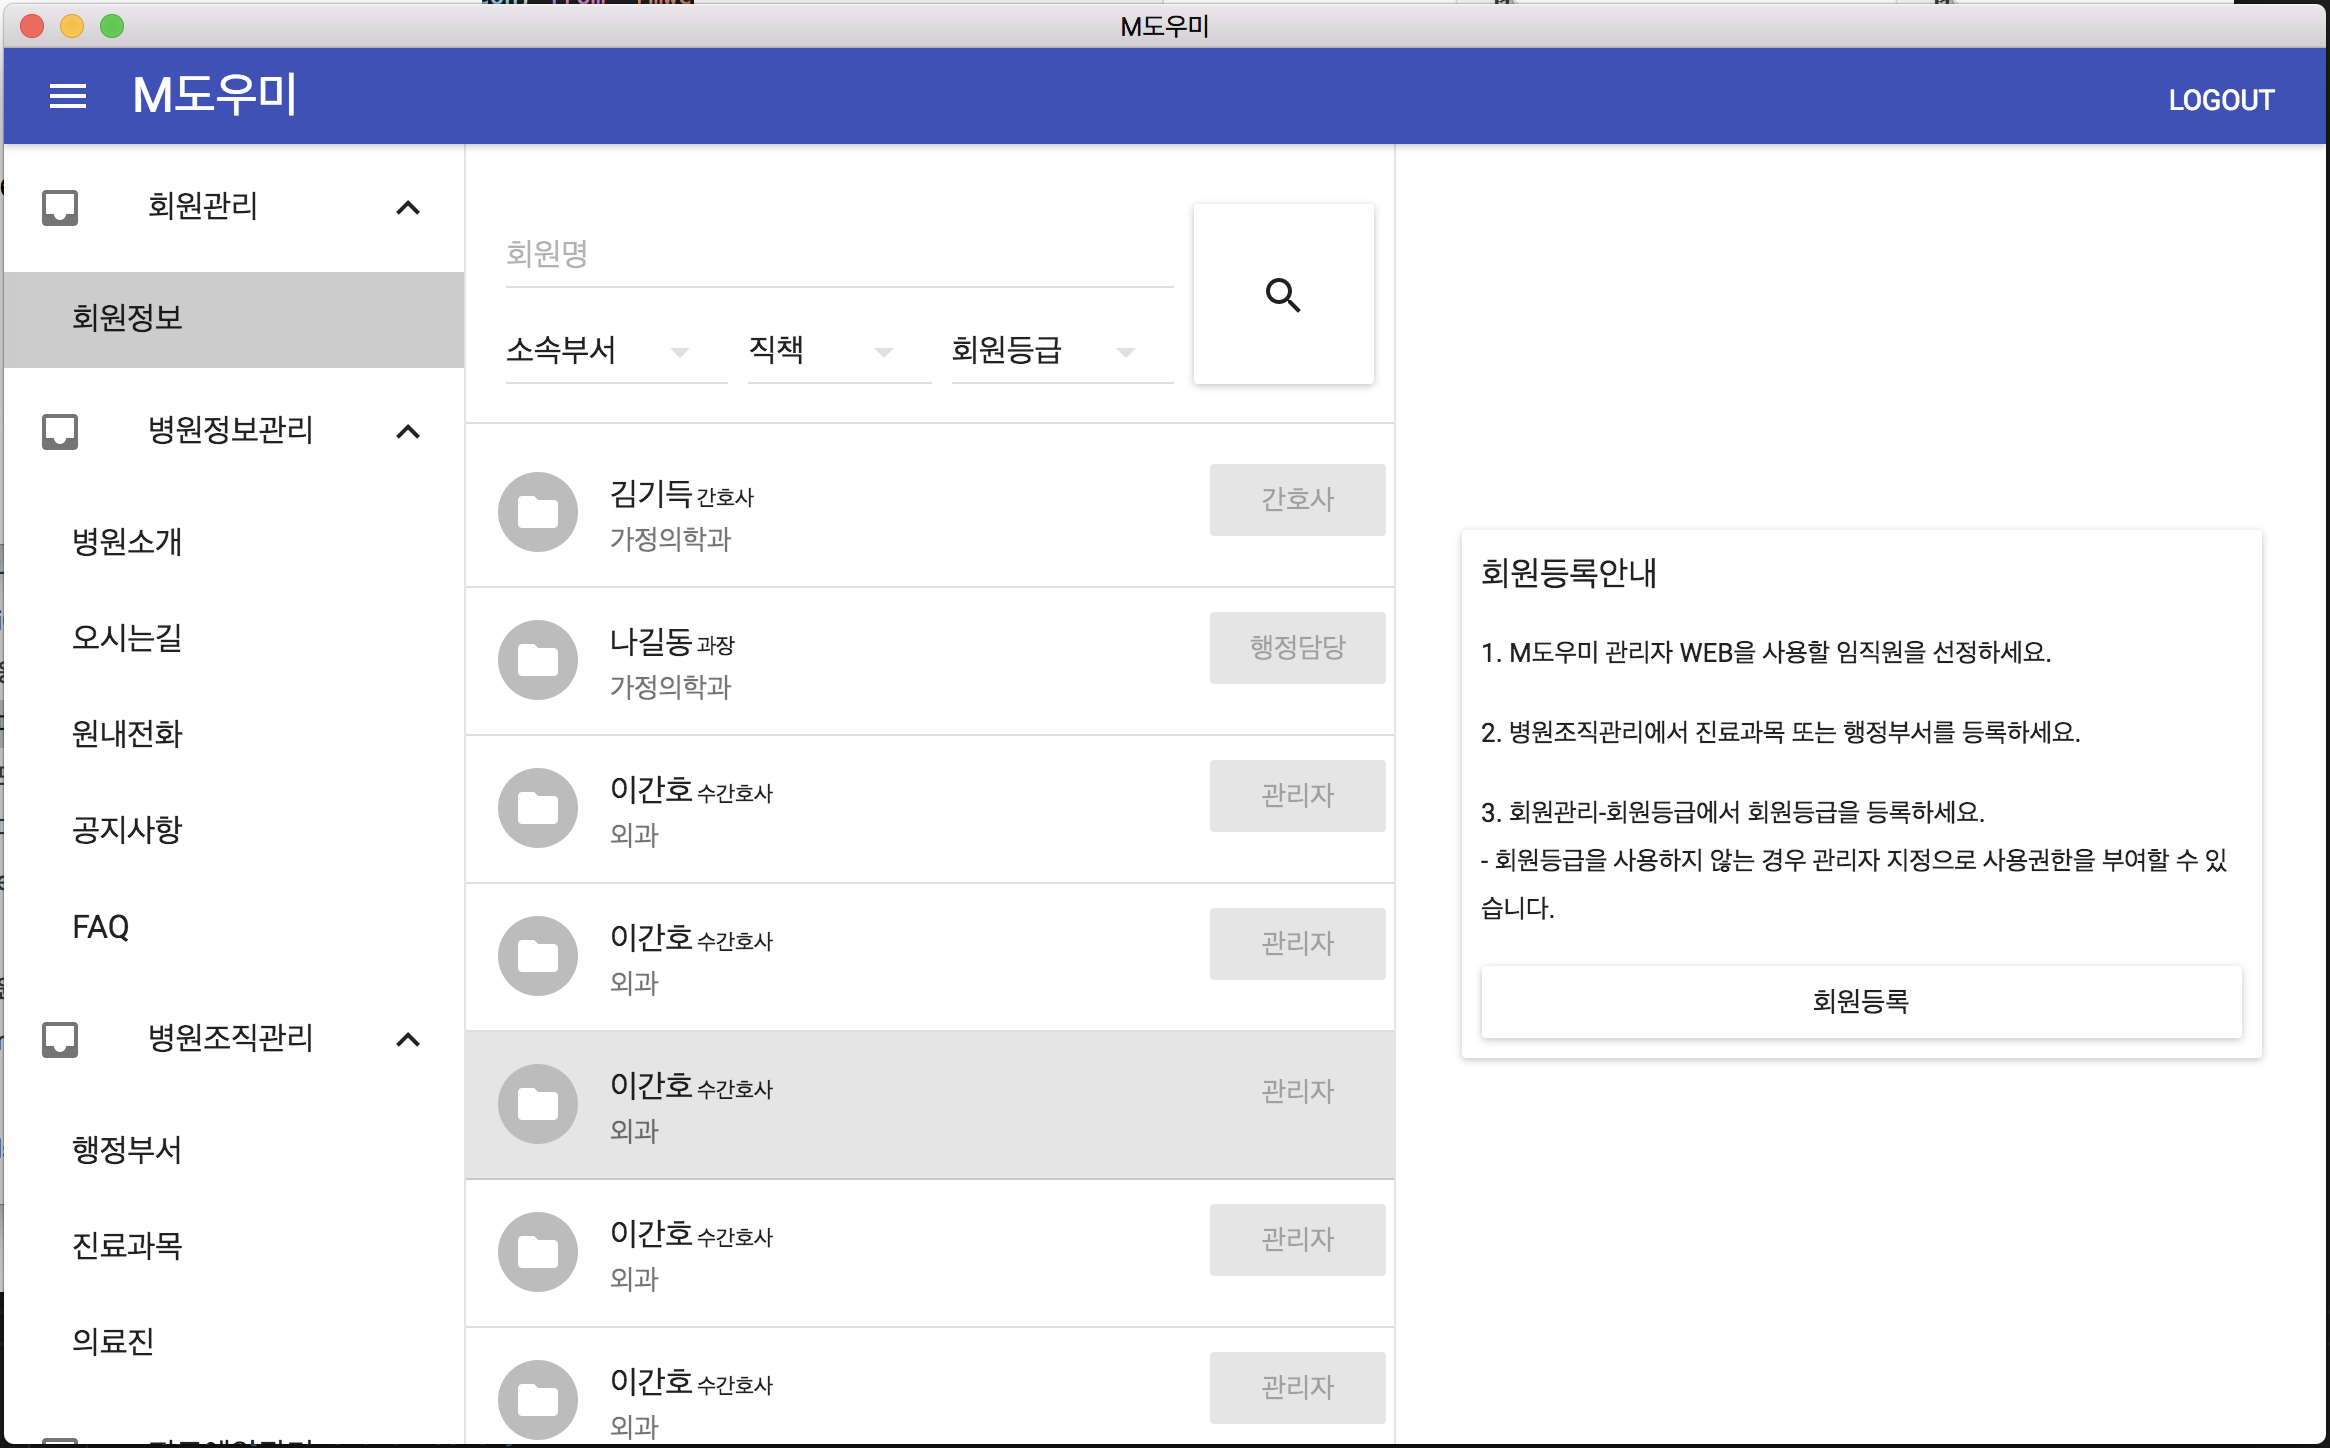 M도우미
M도우미
LOGOUT
회원관리
회원정보
병원정보관리
병원소개
오시는길
원내전화
공지사항
FAQ
병원조직관리
행정부서
진료과목
의료진
회원명
소속부서 직책 회원등급
김기득 간호사
가정의학과
간호사
나길동 과장
가정의학과
행정담당
이간호 수간호사
외과
관리자
이간호 수간호사
외과
관리자
이간호 수간호사
외과
관리자
이간호 수간호사
외과
관리자
이간호 수간호사
외과
관리자
회원등록안내
1. M도우미 관리자 WEB을 사용할 임직원을 선정하세요.
2. 병원조직관리에서 진료과목 또는 행정부서를 등록하세요.
3. 회원관리-회원등급에서 회원등급을 등록하세요.
- 회원등급을 사용하지 않는 경우 관리자 지정으로 사용권한을 부여할 수 있
습니다.
회원등록